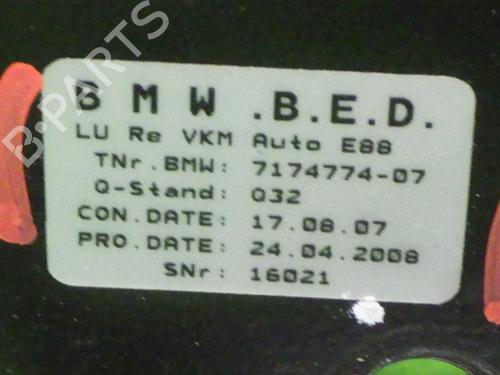 B-PARTS
B M W .B.E.D.
LU Re VKM Auto E88
TNr.BMW: 7174774-07
Q-Stand: Q32
CON.DATE: 17.08.07
PRO.DATE: 24.04.2008
SNr: 16021